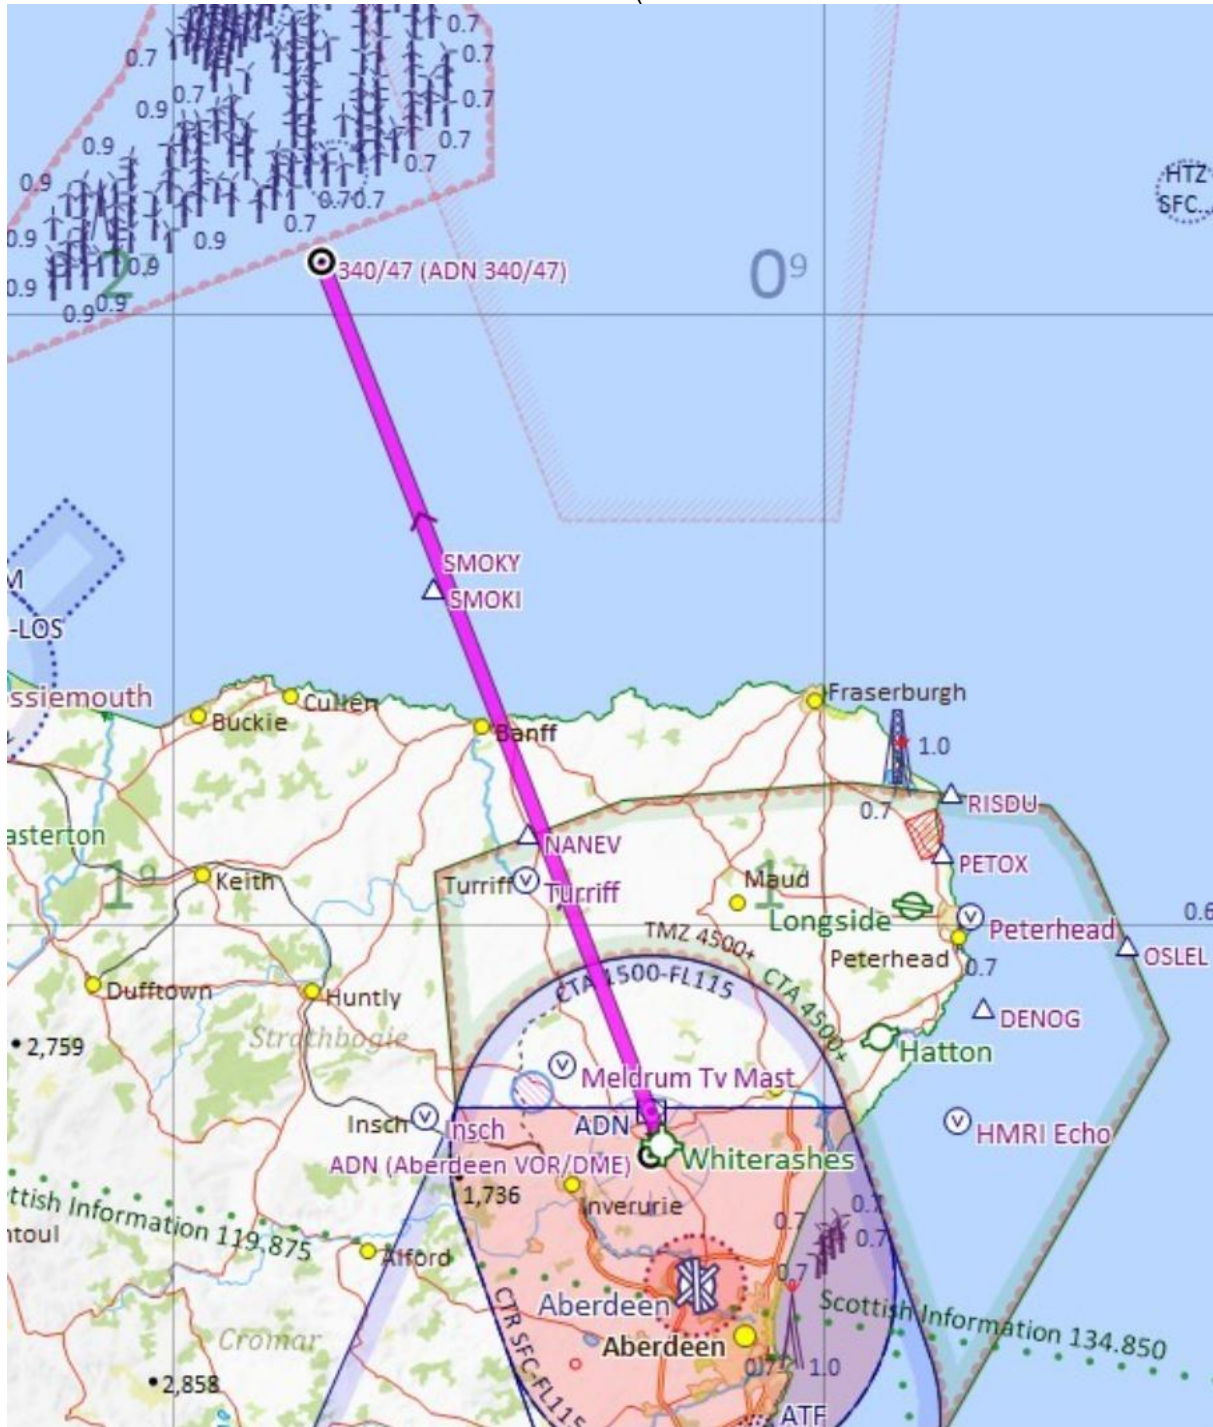 0.7
0.7
0.7
0.7
0.7
0.9
0.7
0.9
0.7
0.9
0.7
0.7
0.9
0.7
0.9
0.9
2
0.9
0.9
0.9
0.9
HTZ
SFC..
340/47 (ADN 340/47)
0⁹
SMOKY
SMOKI
M
-LOS
ssiemouth
Cullen
Buckie
Banff
Fraserburgh
1.0
0.7
RISDU
asterton
NANEV
PETOX
1⁹
Keith
Turriff
Turriff
Maud
1⁷
Longside
0.6
Peterhead
TMZ 4500+
Peterhead
OSLEL
0.7
Dufftown
Huntly
CTA 1500-FL115
CTA 4500+
DENOG
Strathbogie
2,759
Hatton
Meldrum Tv Mast
Insch
Insch
ADN
HMRI Echo
ADN (Aberdeen VOR/DME)
Whiterashes
1,736
Inverurie
ttish Information 119.875
ntoul
0.7
0.7
0.7
0.7
Alford
Aberdeen
Scottish Information 134.850
Cromar
Aberdeen
CTR SFC-FL115
0.7
1.0
2,858
ATF